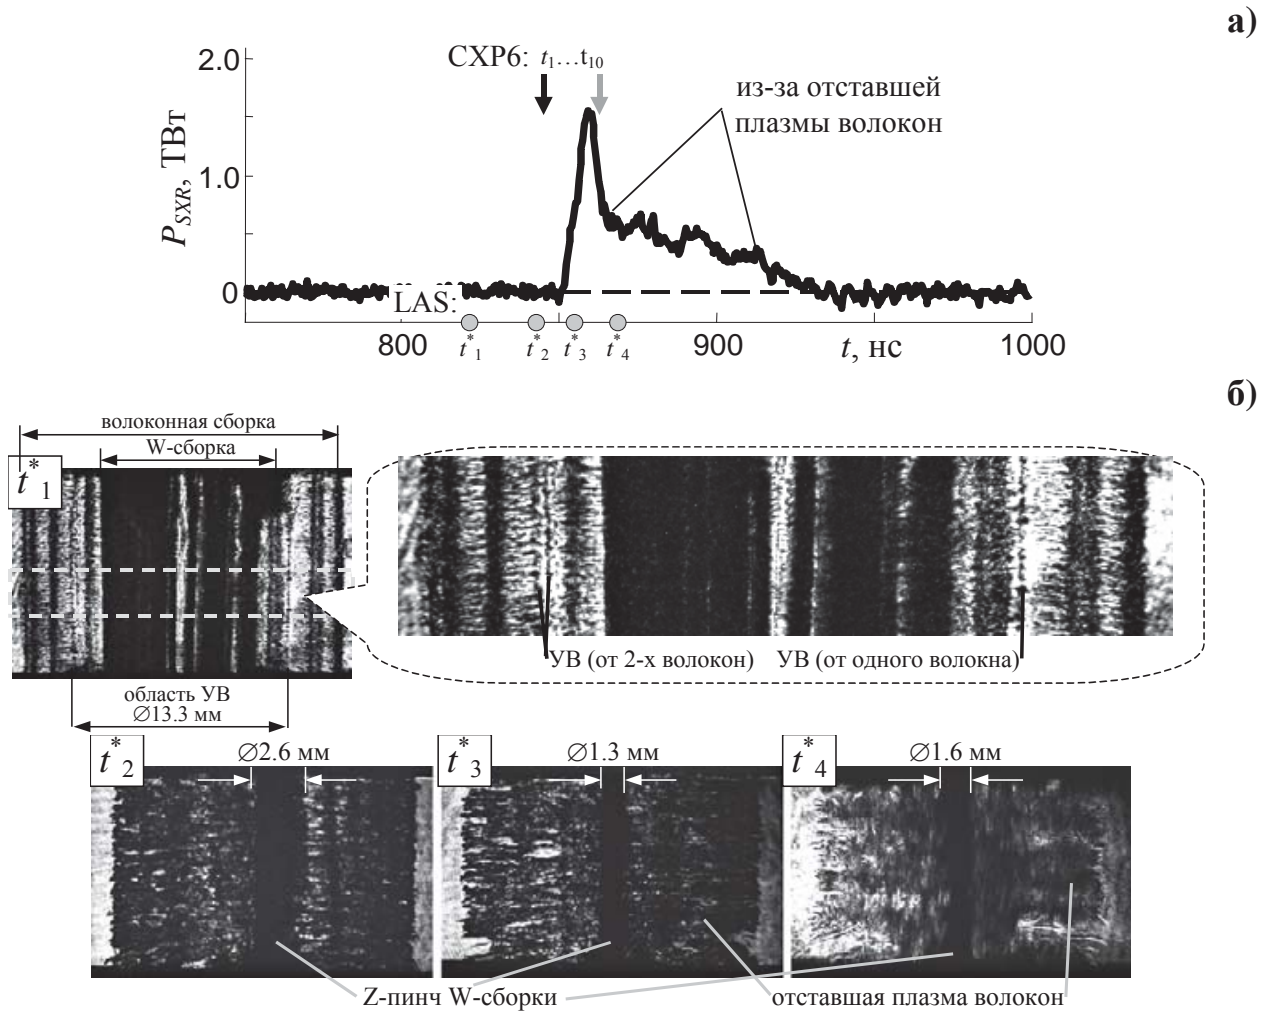 а)
СХР6: t1…t10
2.0
из-за отставшей
плазмы волокон
PSXR, ТВт
1.0
0
LAS:
800
t*1
t*2
t*3
t*4
900
t, нс
1000
б)
волоконная сборка
W-сборка
t*1
УВ (от 2-х волокон)
УВ (от одного волокна)
область УВ
∅13.3 мм
t*2
∅2.6 мм
t*3
∅1.3 мм
t*4
∅1.6 мм
Z-пинч W-сборки
отставшая плазма волокон